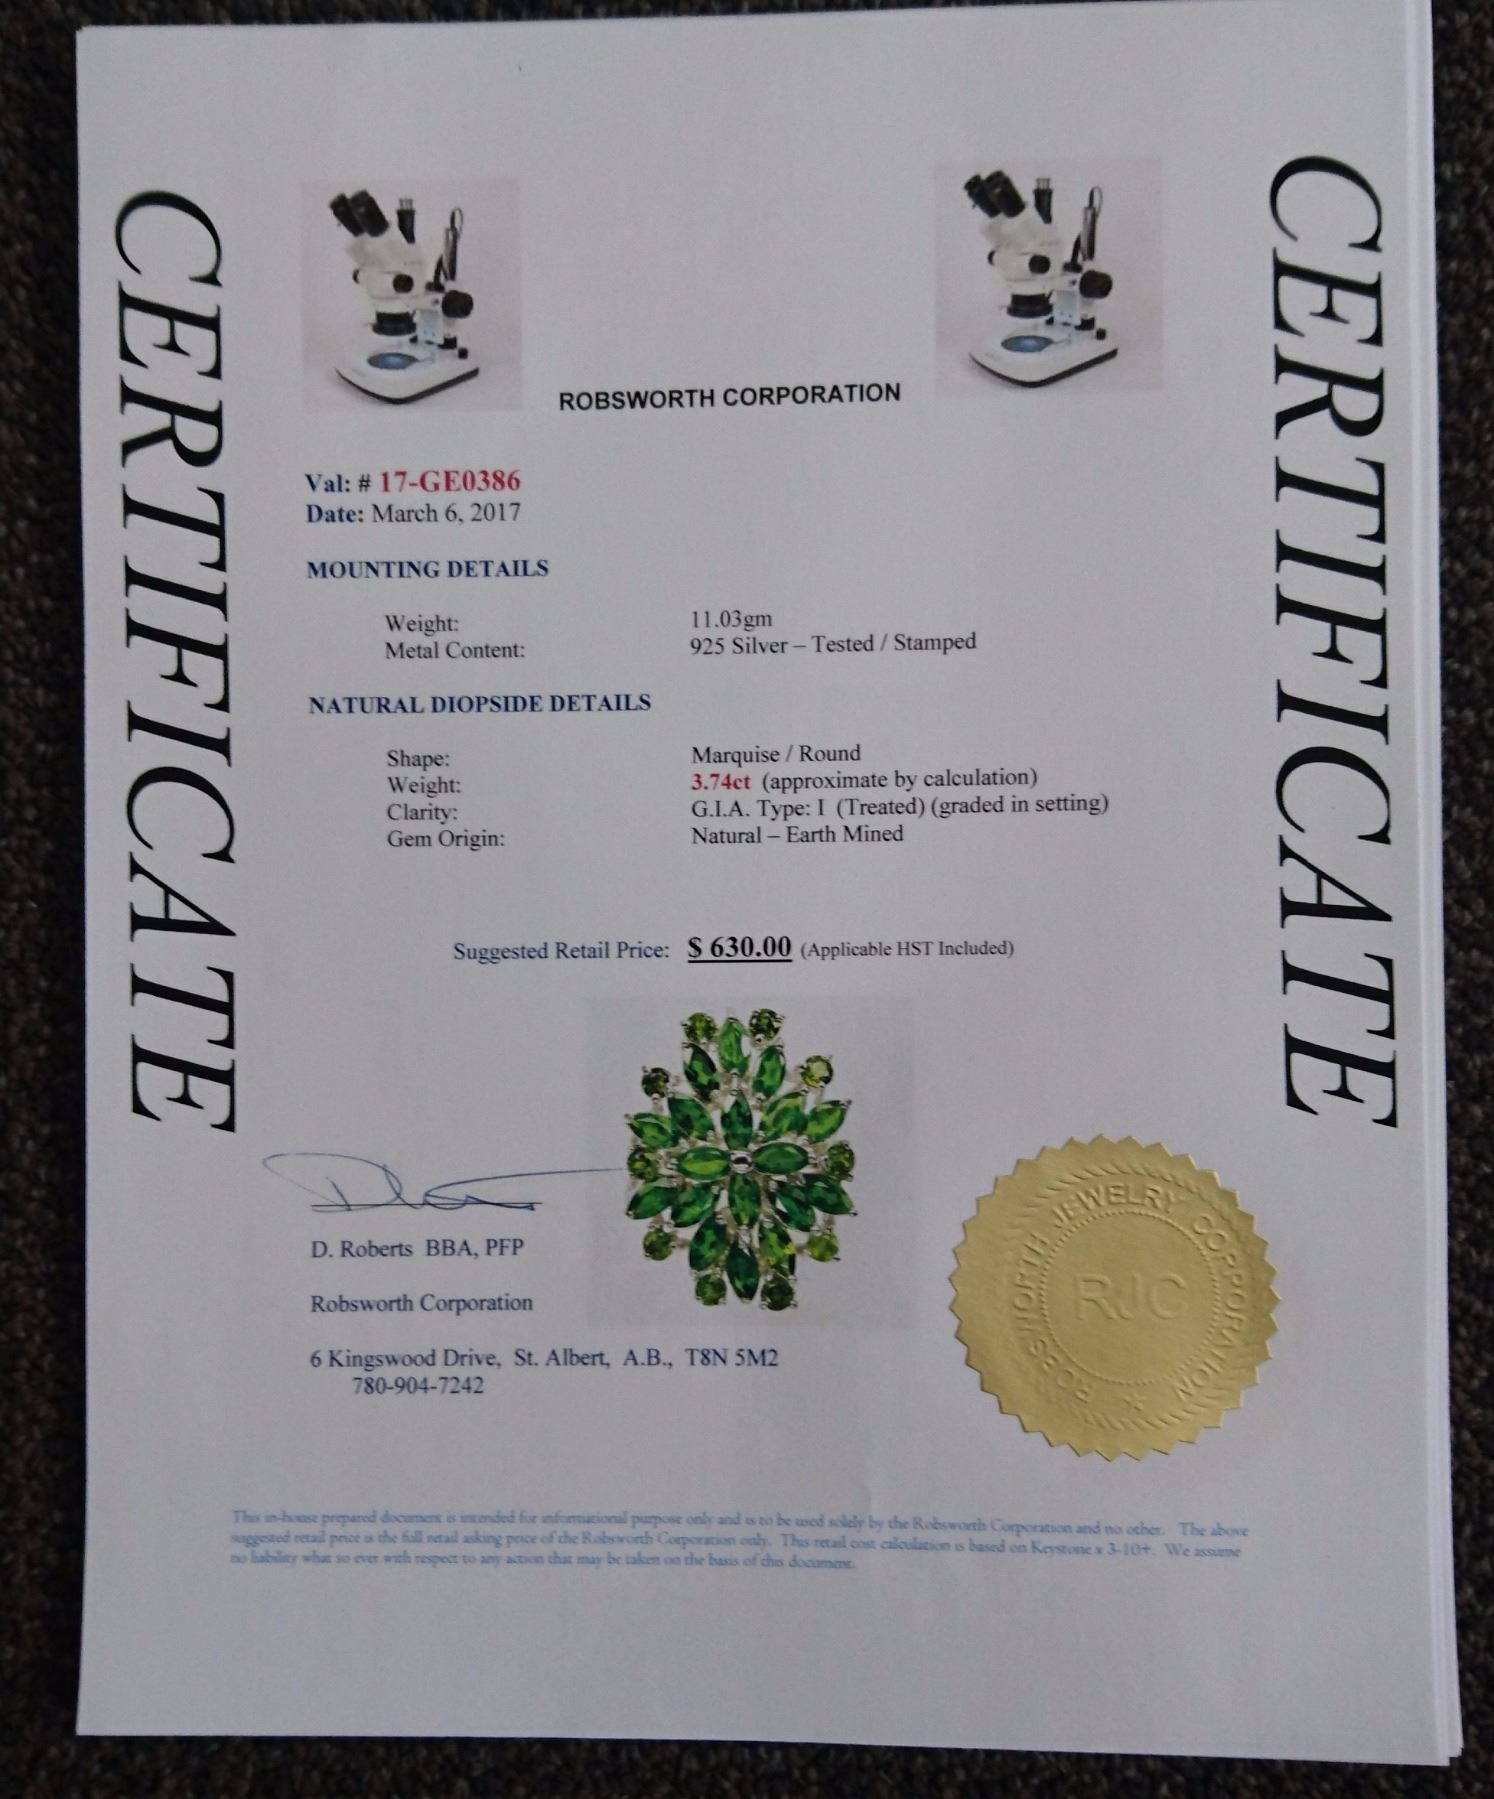 CERTIFICATE
CERTIFICATE
ROBSWORTH CORPORATION
Val: # 17-GE0386
Date: March 6, 2017
MOUNTING DETAILS
Weight: 11.03gm
Metal Content: 925 Silver – Tested / Stamped
NATURAL DIOPSIDE DETAILS
Shape: Marquise / Round
Weight: 3.74ct (approximate by calculation)
Clarity: G.I.A. Type: I (Treated) (graded in setting)
Gem Origin: Natural – Earth Mined
Suggested Retail Price: $ 630.00 (Applicable HST Included)
D. Roberts BBA, PFP
Robsworth Corporation
6 Kingswood Drive, St. Albert, A.B., T8N 5M2
780-904-7242
ROBSWORTH JEWELRY CORPORATION
RJC
This in-house prepared document is intended for informational purpose only and is to be used solely by the Robsworth Corporation and no other. The above
suggested retail price is the full retail asking price of the Robsworth Corporation only. This retail cost calculation is based on Keystone x 3-10+. We assume
no liability what so ever with respect to any action that may be taken on the basis of this document.